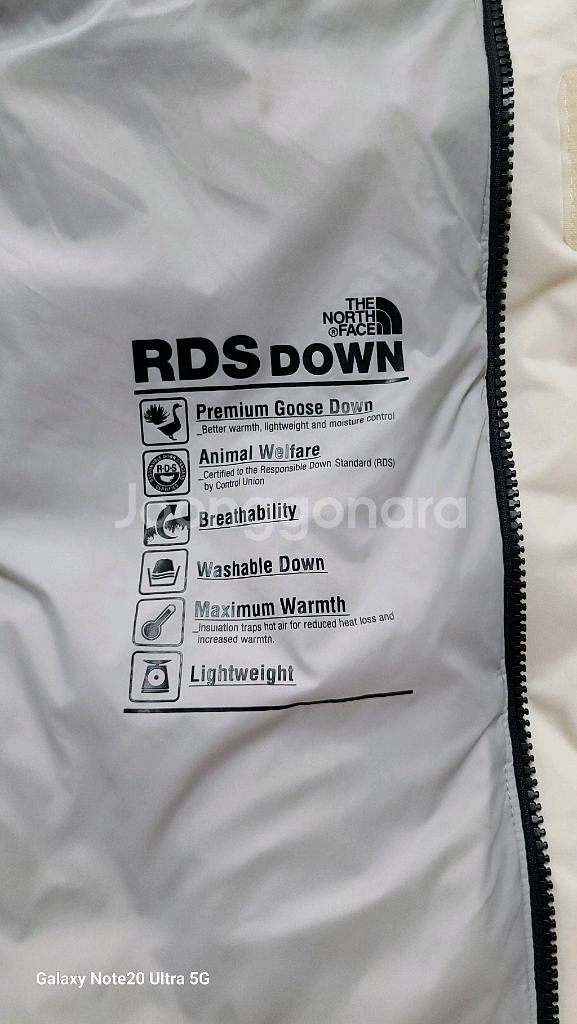 THE
NORTH
®FACE
RDS DOWN
Premium Goose Down
_Better warmth, lightweight and moisture control
R·D·S
Animal Welfare
_Certified to the Responsible Down Standard (RDS)
by Control Union
Joonggonara
Breathability
Washable Down
Maximum Warmth
_Insulation traps hot air for reduced heat loss and
increased warmth.
Lightweight
Galaxy Note20 Ultra 5G